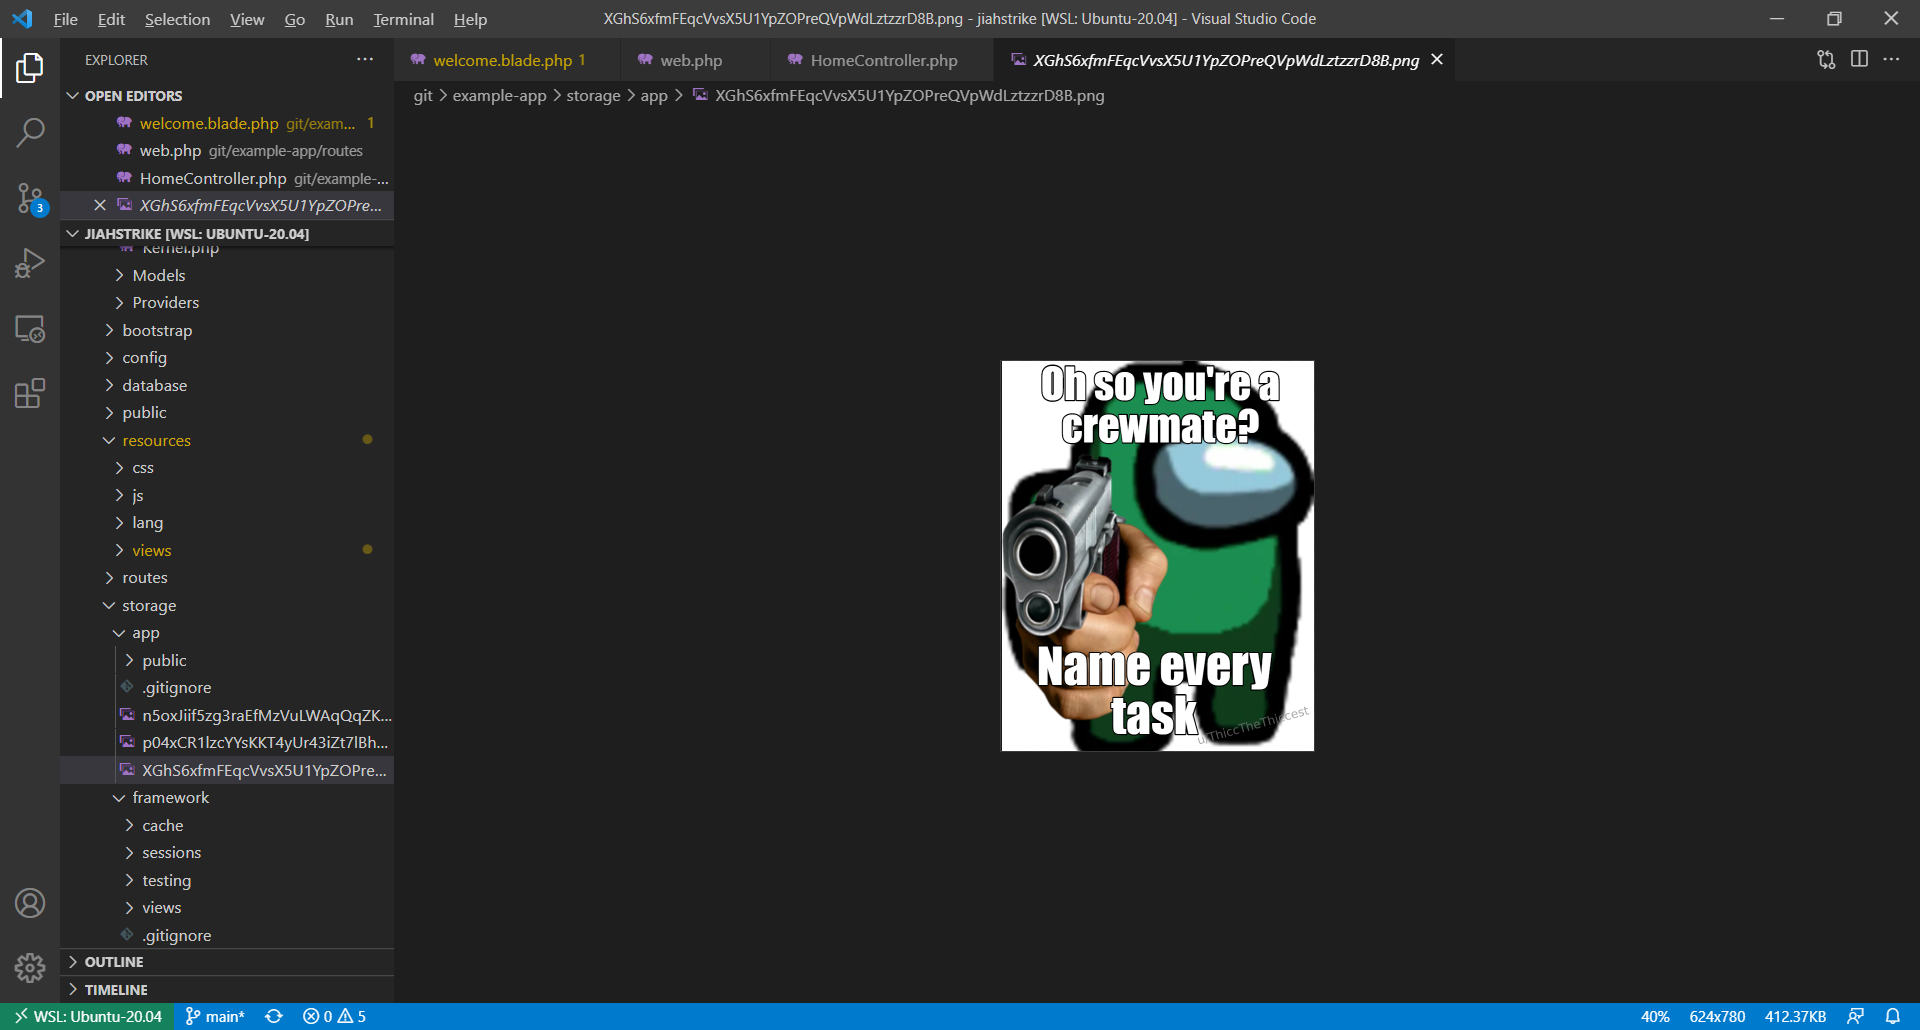 File Edit Selection View Go Run Terminal Help
XGhS6xfmFEqcVvsX5U1YpZOPreQVpWdLztzzrD8B.png - jiahstrike [WSL: Ubuntu-20.04] - Visual Studio Code
EXPLORER
OPEN EDITORS
welcome.blade.php git/exam... 1
web.php git/example-app/routes
HomeController.php git/example-...
XGhS6xfmFEqcVvsX5U1YpZOPre...
JIAHSTRIKE [WSL: UBUNTU-20.04]
Kernel.php
Models
Providers
bootstrap
config
database
public
resources
css
js
lang
views
routes
storage
app
public
.gitignore
n5oxJiif5zg3raEfMzVuLWAqQqZK...
p04xCR1lzcYYsKKT4yUr43iZt7lBh...
XGhS6xfmFEqcVvsX5U1YpZOPre...
framework
cache
sessions
testing
views
.gitignore
OUTLINE
TIMELINE
3
welcome.blade.php 1
web.php
HomeController.php
XGhS6xfmFEqcVvsX5U1YpZOPreQVpWdLztzzrD8B.png
git > example-app > storage > app > XGhS6xfmFEqcVvsX5U1YpZOPreQVpWdLztzzrD8B.png
Oh so you're a
crewmate?
Name every
task
u/ThiccTheThiccest
WSL: Ubuntu-20.04 main* 0 5
40% 624x780 412.37KB